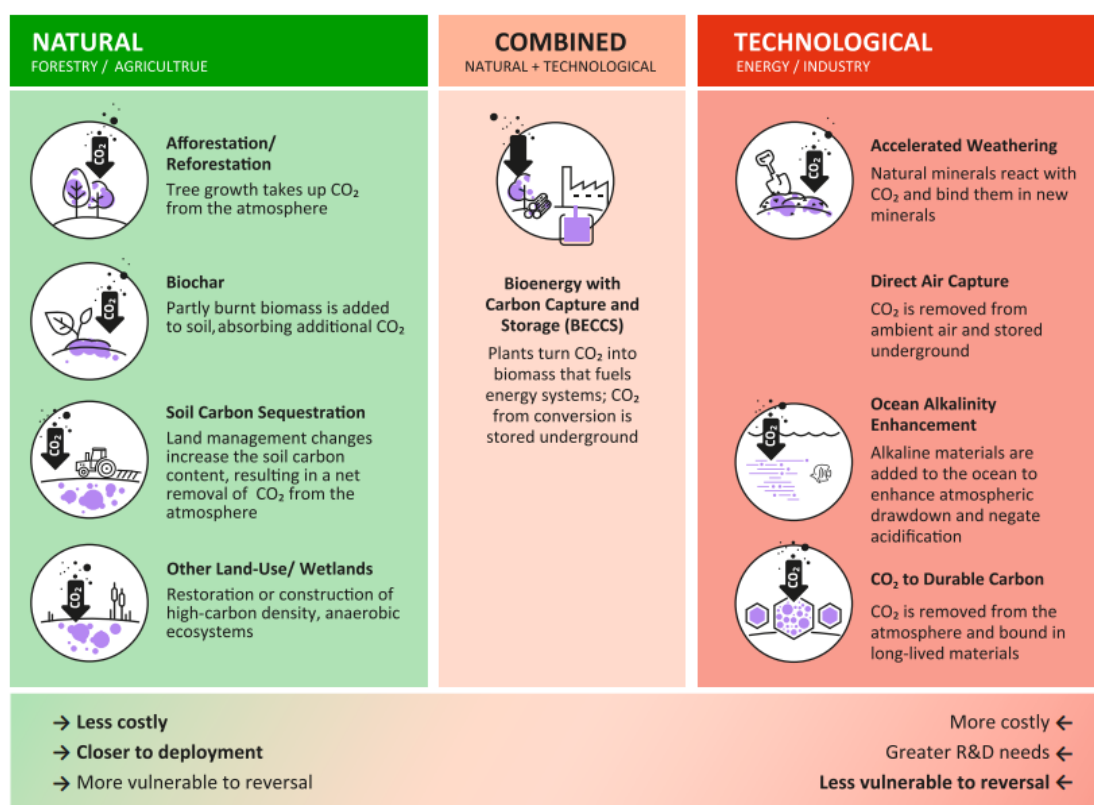 NATURAL
FORESTRY / AGRICULTRUE
CO₂
Afforestation/
Reforestation
Tree growth takes up CO₂
from the atmosphere
CO₂
Biochar
Partly burnt biomass is added
to soil, absorbing additional CO₂
CO₂
Soil Carbon Sequestration
Land management changes
increase the soil carbon
content, resulting in a net
removal of CO₂ from the
atmosphere
CO₂
Other Land-Use/ Wetlands
Restoration or construction of
high-carbon density, anaerobic
ecosystems
COMBINED
NATURAL + TECHNOLOGICAL
Bioenergy with
Carbon Capture and
Storage (BECCS)
Plants turn CO₂ into
biomass that fuels
energy systems; CO₂
from conversion is
stored underground
TECHNOLOGICAL
ENERGY / INDUSTRY
CO₂
Accelerated Weathering
Natural minerals react with
CO₂ and bind them in new
minerals
Direct Air Capture
CO₂ is removed from
ambient air and stored
underground
CO₂
Ocean Alkalinity
Enhancement
Alkaline materials are
added to the ocean to
enhance atmospheric
drawdown and negate
acidification
CO₂
CO₂ to Durable Carbon
CO₂ is removed from the
atmosphere and bound in
long-lived materials
→ Less costly
→ Closer to deployment
→ More vulnerable to reversal
More costly ←
Greater R&D needs ←
Less vulnerable to reversal ←